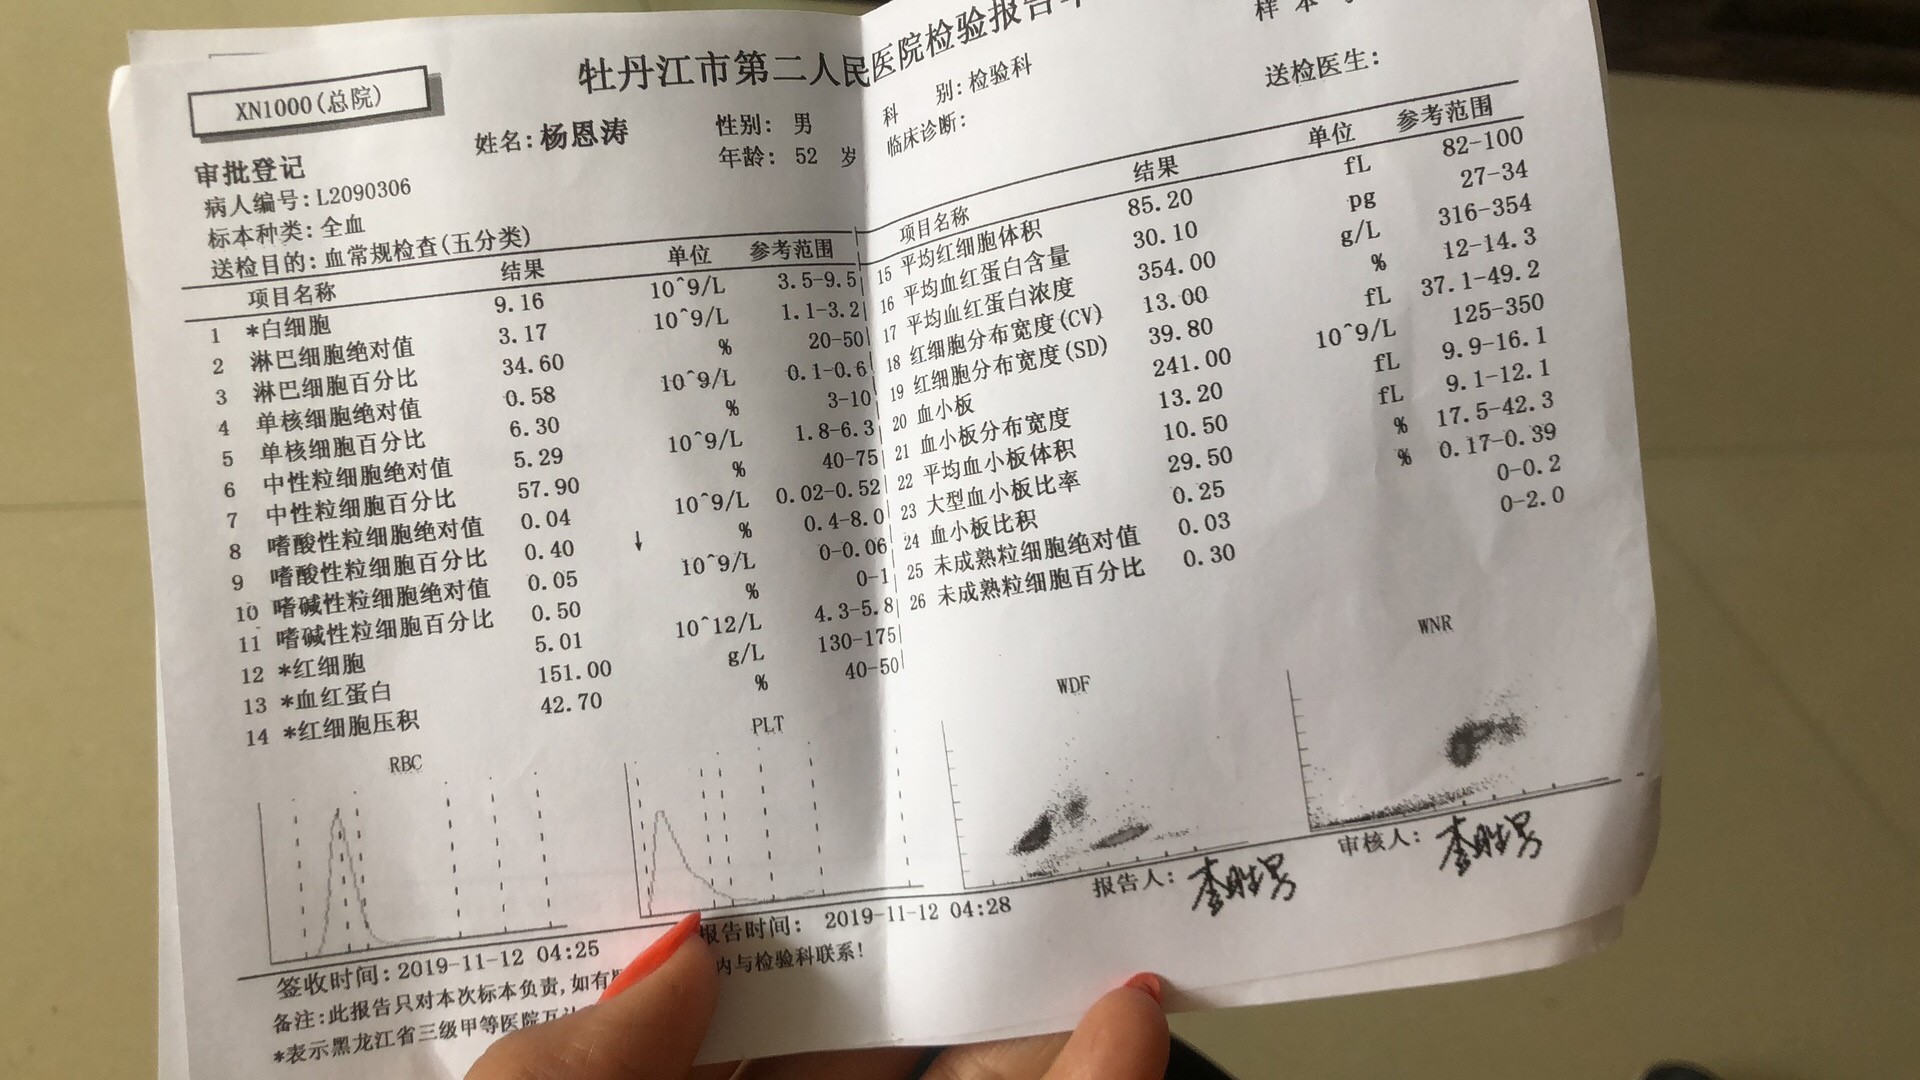 牡丹江市第二人民医院检验报告单
样 本
XN1000(总院)
姓名: 杨恩涛
性别: 男
科 别: 检验科
送检医生:
审批登记
年龄: 52 岁
临床诊断:
病人编号: L2090306
标本种类: 全血
送检目的: 血常规检查(五分类)
项目名称 结果 单位 参考范围
1 *白细胞 9.16 10^9/L 3.5-9.5
2 淋巴细胞绝对值 3.17 10^9/L 1.1-3.2
3 淋巴细胞百分比 34.60 % 20-50
4 单核细胞绝对值 0.58 10^9/L 0.1-0.6
5 单核细胞百分比 6.30 % 3-10
6 中性粒细胞绝对值 5.29 10^9/L 1.8-6.3
7 中性粒细胞百分比 57.90 % 40-75
8 嗜酸性粒细胞绝对值 0.04 10^9/L 0.02-0.52
9 嗜酸性粒细胞百分比 0.40 ↓ % 0.4-8.0
10 嗜碱性粒细胞绝对值 0.05 10^9/L 0-0.06
11 嗜碱性粒细胞百分比 0.50 % 0-1
12 *红细胞 5.01 10^12/L 4.3-5.8
13 *血红蛋白 151.00 g/L 130-175
14 *红细胞压积 42.70 % 40-50
项目名称 结果 单位 参考范围
15 平均红细胞体积 85.20 fL 82-100
16 平均血红蛋白含量 30.10 pg 27-34
17 平均血红蛋白浓度 354.00 g/L 316-354
18 红细胞分布宽度(CV) 13.00 % 12-14.3
19 红细胞分布宽度(SD) 39.80 fL 37.1-49.2
20 血小板 241.00 10^9/L 125-350
21 血小板分布宽度 13.20 fL 9.9-16.1
22 平均血小板体积 10.50 fL 9.1-12.1
23 大型血小板比率 29.50 % 17.5-42.3
24 血小板比积 0.25 % 0.17-0.39
25 未成熟粒细胞绝对值 0.03 0-0.2
26 未成熟粒细胞百分比 0.30 0-2.0
RBC
PLT
WDF
WNR
签收时间: 2019-11-12 04:25
报告时间: 2019-11-12 04:28
报告人:
审核人:
备注: 此报告只对本次标本负责, 如有 内与检验科联系!
*表示黑龙江省三级甲等医院互